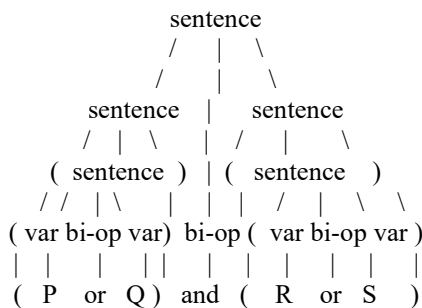 sentence
/ | \
/ | \
sentence | sentence
/ | \ | / | \
( sentence ) | ( sentence )
/ / | \ | | | / | \ \
( var bi-op var) bi-op ( var bi-op var )
| | | | | | | | | | |
( P or Q ) and ( R or S )